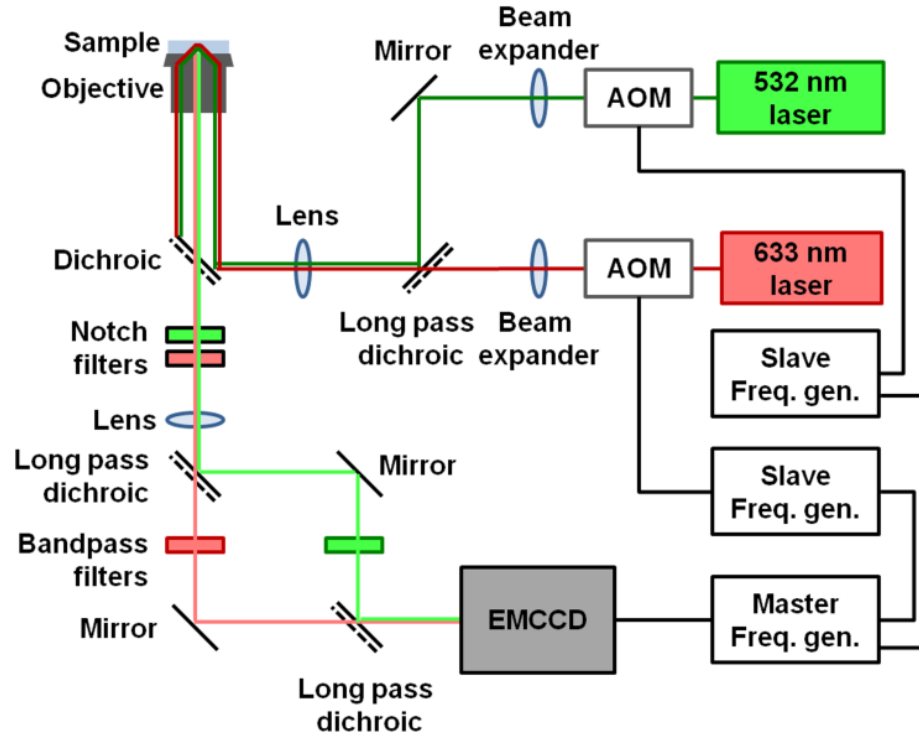 Sample
Objective
Mirror
Beam
expander
AOM
532 nm
laser
Dichroic
Lens
Long pass
dichroic
Beam
expander
AOM
633 nm
laser
Notch
filters
Slave
Freq. gen.
Lens
Long pass
dichroic
Mirror
Slave
Freq. gen.
Bandpass
filters
Mirror
EMCCD
Master
Freq. gen.
Long pass
dichroic